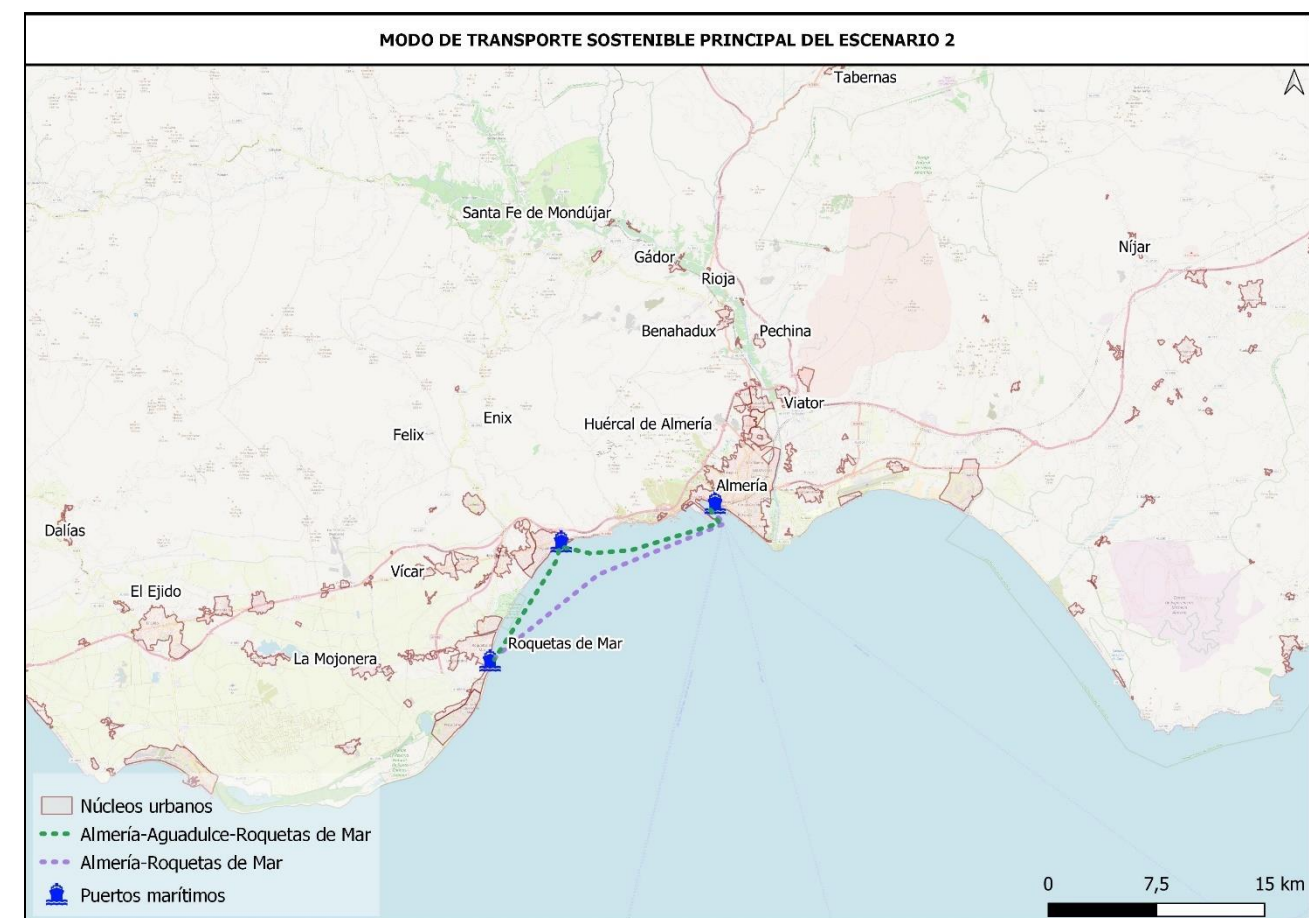 MODO DE TRANSPORTE SOSTENIBLE PRINCIPAL DEL ESCENARIO 2
Tabernas
Santa Fe de Mondújar
Gádor
Níjar
Rioja
Benahadux
Pechina
Viator
Enix
Huércal de Almería
Felix
Almería
Dalías
Vícar
El Ejido
Roquetas de Mar
La Mojonera
Núcleos urbanos
Almería-Aguadulce-Roquetas de Mar
Almería-Roquetas de Mar
Puertos marítimos
0 7,5 15 km